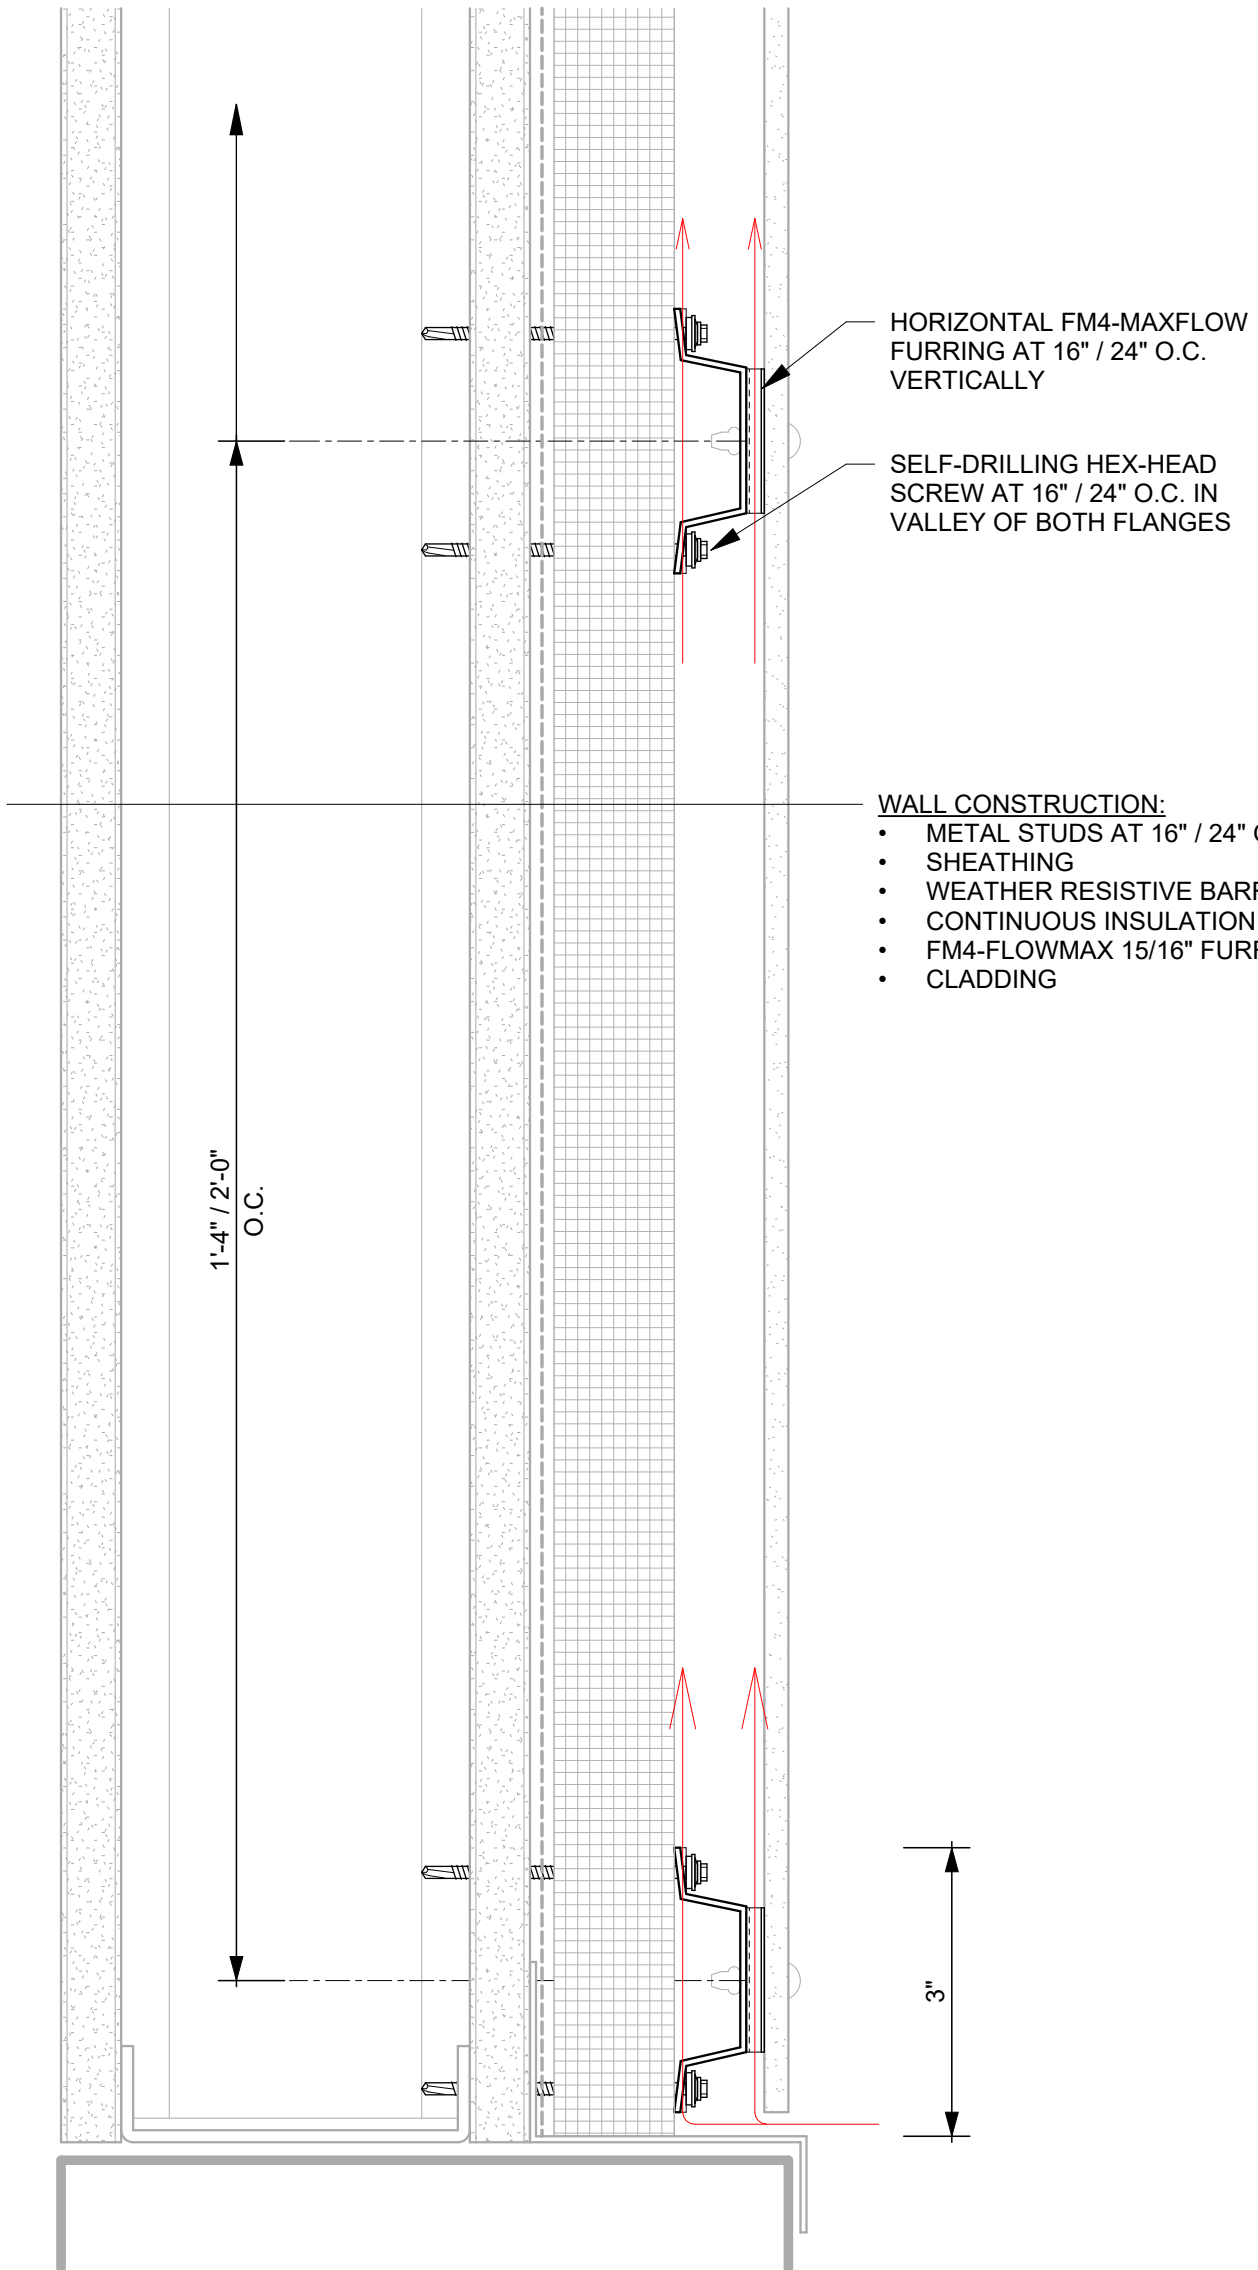 HORIZONTAL FM4-MAXFLOW
FURRING AT 16" / 24" O.C.
VERTICALLY
SELF-DRILLING HEX-HEAD
SCREW AT 16" / 24" O.C. IN
VALLEY OF BOTH FLANGES
WALL CONSTRUCTION:
• METAL STUDS AT 16" / 24"
• SHEATHING
• WEATHER RESISTIVE
• CONTINUOUS INSULATION
• FM4-FLOWMAX 15/16"
• CLADDING
1'-4" / 2'-0"
O.C.
3"